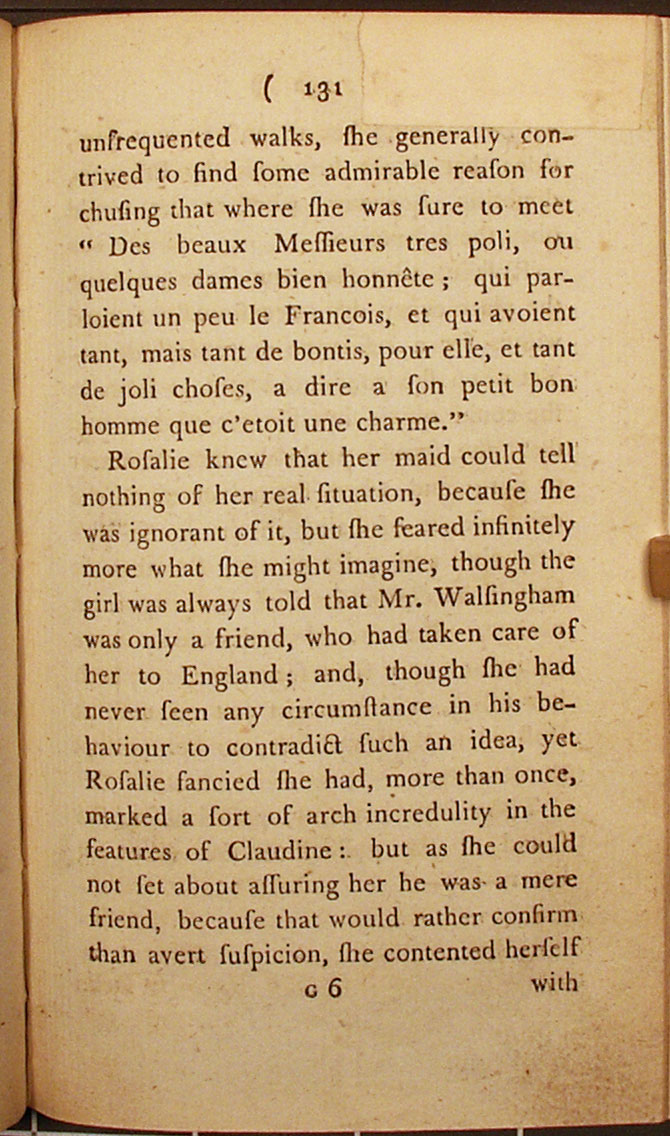 ( 131
unfrequented walks, ſhe generally con-
trived to find ſome admirable reaſon for
chuſing that where ſhe was ſure to meet
“ Des beaux Meſſieurs tres poli, ou
quelques dames bien honnête ; qui par-
loient un peu le Francois, et qui avoient
tant, mais tant de bontis, pour elle, et tant
de joli choſes, a dire a ſon petit bon
homme que c’etoit une charme.”
Roſalie knew that her maid could tell
nothing of her real ſituation, becauſe ſhe
was ignorant of it, but ſhe feared infinitely
more what ſhe might imagine, though the
girl was always told that Mr. Walſingham
was only a friend, who had taken care of
her to England ; and, though ſhe had
never ſeen any circumſtance in his be-
haviour to contradict ſuch an idea, yet
Roſalie fancied ſhe had, more than once,
marked a ſort of arch incredulity in the
features of Claudine : but as ſhe could
not ſet about aſſuring her he was a mere
friend, becauſe that would rather confirm
than avert ſuſpicion, ſhe contented herſelf
G 6 with